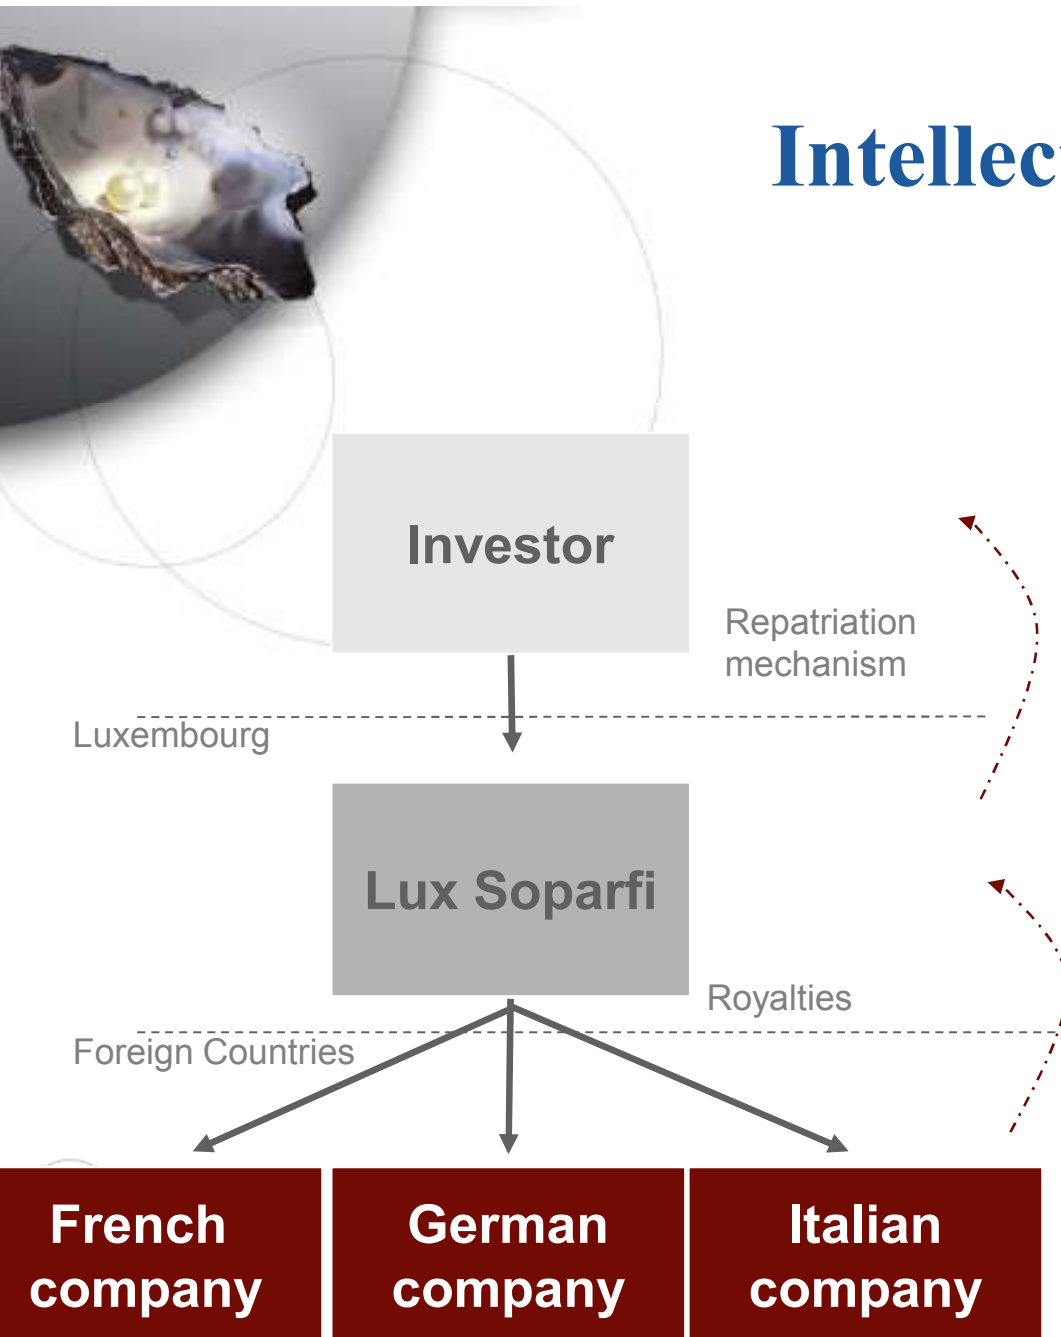 Intellec
Investor
Repatriation
mechanism
Luxembourg
Lux Soparfi
Royalties
Foreign Countries
French
company
German
company
Italian
company